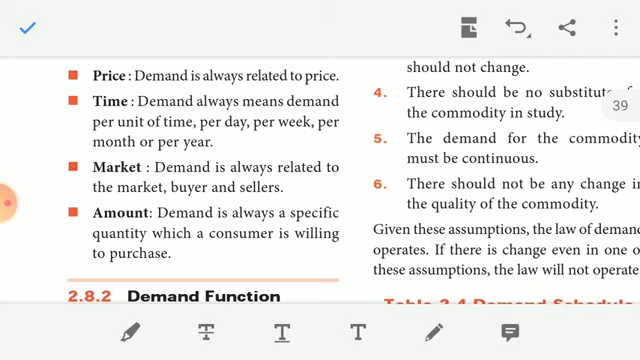 Price : Demand is always related to price.
Time : Demand always means demand
per unit of time, per day, per week, per
month or per year.
Market : Demand is always related to
the market, buyer and sellers.
Amount: Demand is always a specific
quantity which a consumer is willing
to purchase.
2.8.2 Demand Function
should not change.
4. There should be no substitute
the commodity in study.
5. The demand for the commodity
must be continuous.
6. There should not be any change in
the quality of the commodity.
Given these assumptions, the law of demand
operates. If there is change even in one o
these assumptions, the law will not operate
Table 2.4 Demand Schedule
39
T
T
T